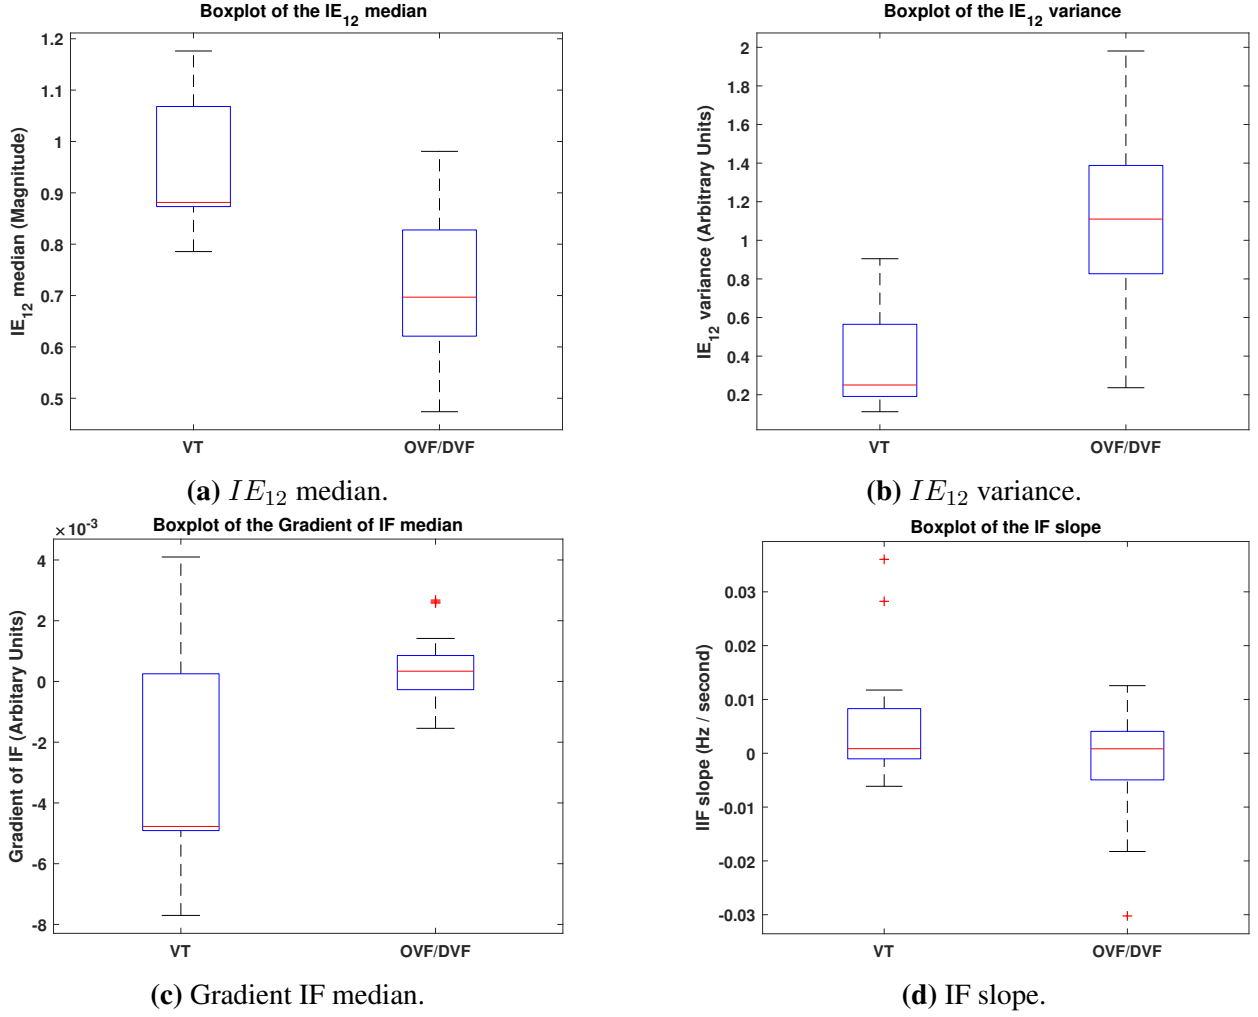 Boxplot of the IE12 median
1.2
1.1
1
0.9
0.8
0.7
0.6
0.5
IE12 median (Magnitude)
VT OVF/DVF
(a) IE12 median.
Boxplot of the IE12 variance
2
1.8
1.6
1.4
1.2
1
0.8
0.6
0.4
0.2
IE12 variance (Arbitrary Units)
VT OVF/DVF
(b) IE12 variance.
Boxplot of the Gradient of IF median
×10-3
4
2
0
-2
-4
-6
-8
Gradient of IF (Arbitary Units)
VT OVF/DVF
(c) Gradient IF median.
Boxplot of the IF slope
0.03
0.02
0.01
0
-0.01
-0.02
-0.03
IIF slope (Hz / second)
VT OVF/DVF
(d) IF slope.